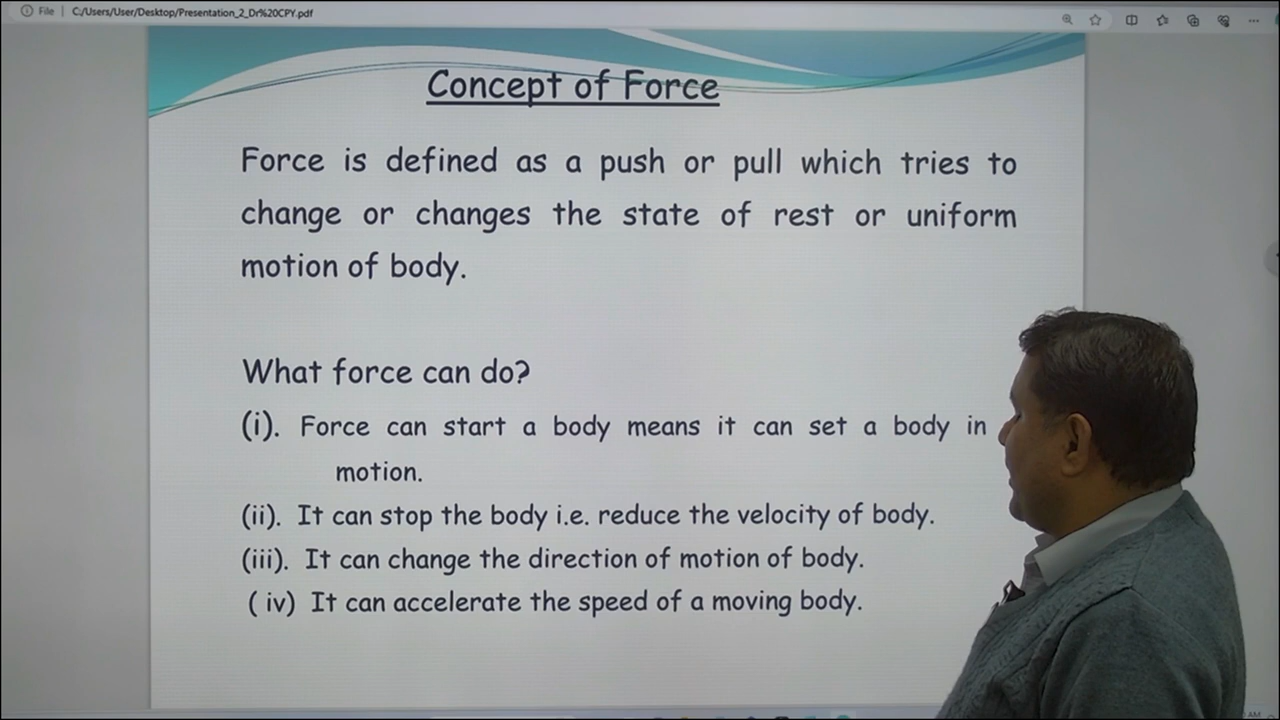 File | C:/Users/User/Desktop/Presentation_2_Dr%20CPY.pdf
Concept of Force
Force is defined as a push or pull which tries to
change or changes the state of rest or uniform
motion of body.
What force can do?
(i). Force can start a body means it can set a body in
motion.
(ii). It can stop the body i.e. reduce the velocity of body.
(iii). It can change the direction of motion of body.
( iv) It can accelerate the speed of a moving body.
AM